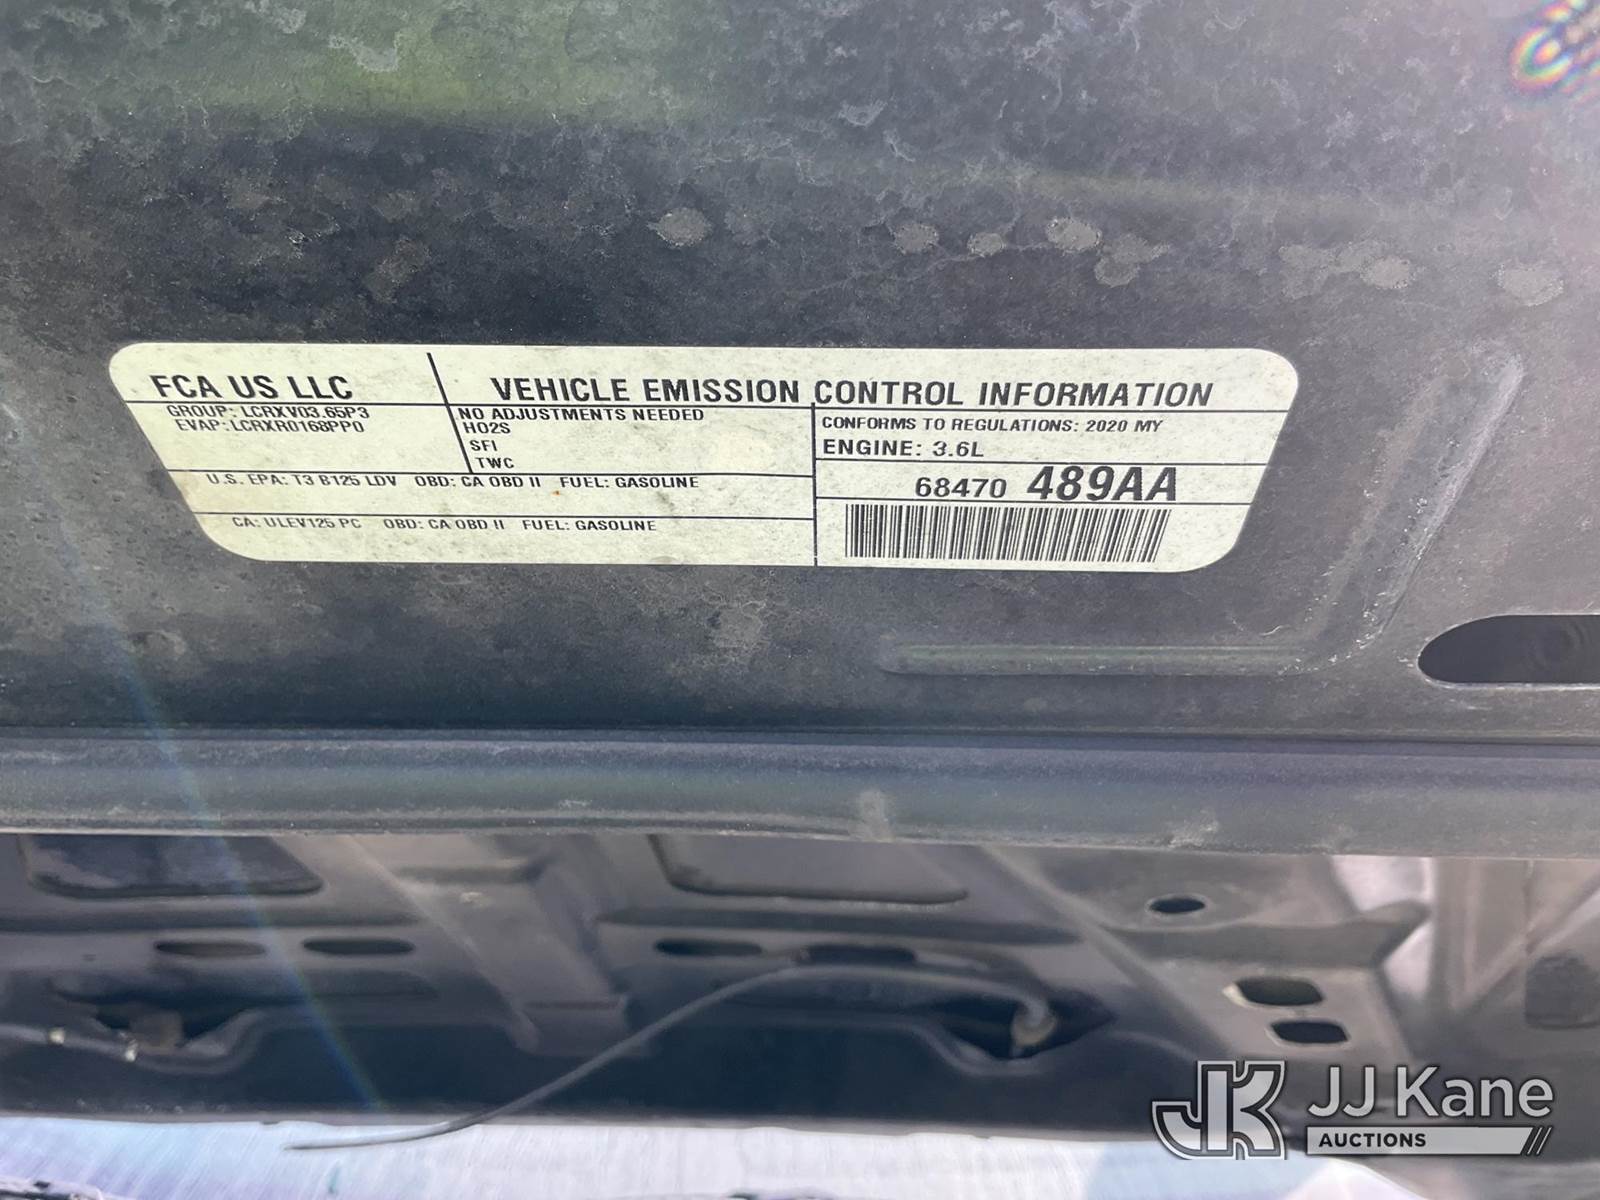 FCA US LLC
VEHICLE EMISSION CONTROL INFORMATION
GROUP: LCRXV03.65P3
EVAP: LCRXR0168PP0
NO ADJUSTMENTS NEEDED
HO2S
SFI
TWC
CONFORMS TO REGULATIONS: 2020 MY
ENGINE: 3.6L
U.S. EPA: T3 B125 LDV OBD: CA OBD II FUEL: GASOLINE
68470 489AA
CA: ULEV125 PC OBD: CA OBD II FUEL: GASOLINE
JK JJ Kane
AUCTIONS